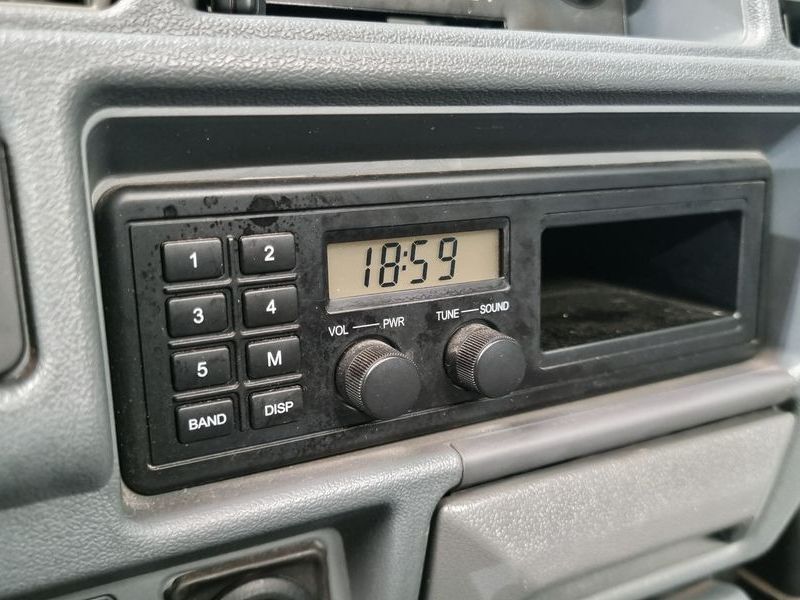 1 2
18:59
3 4
VOL PWR TUNE SOUND
5 M
BAND DISP